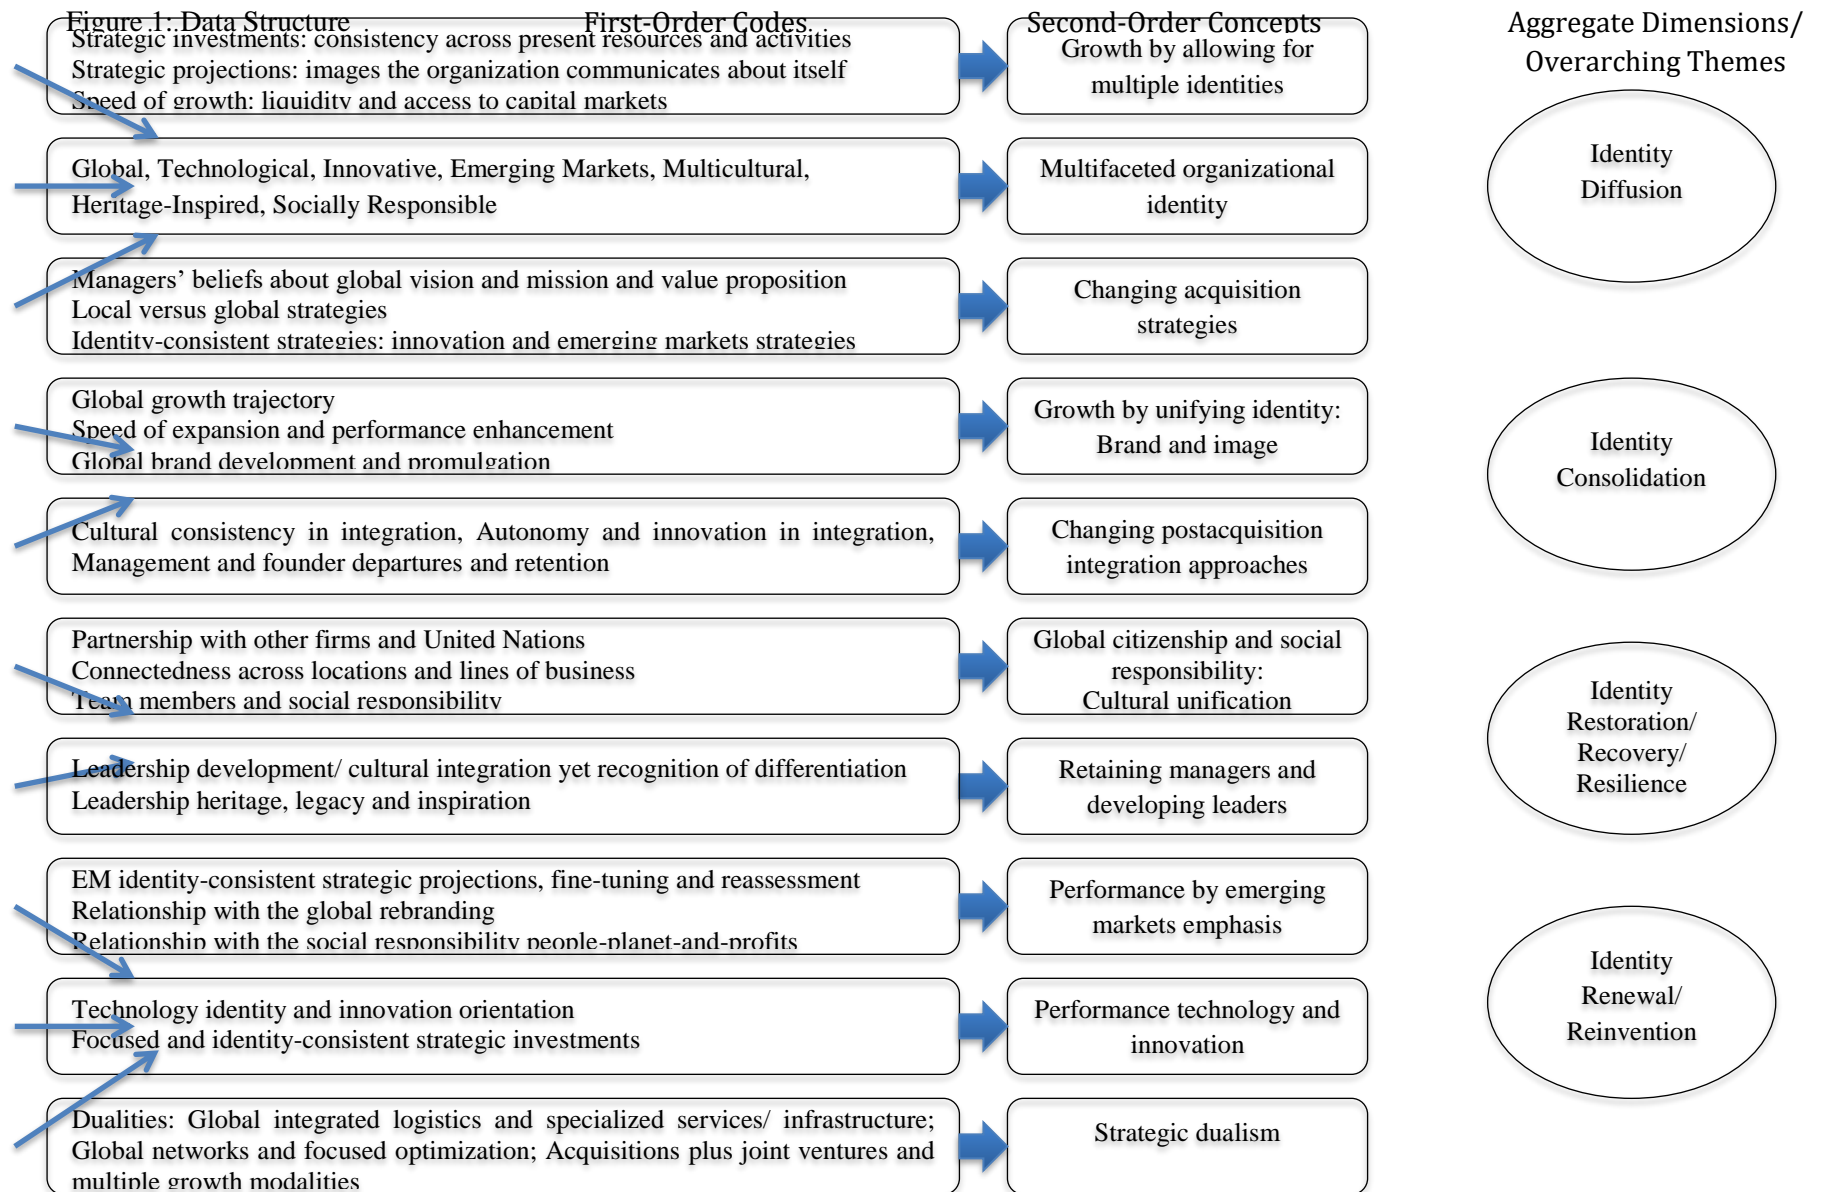 Figure 1: Data Structure
First-Order Codes
Second-Order Concepts
Aggregate Dimensions/
Overarching Themes
Strategic investments: consistency across present resources and activities
Strategic projections: images the organization communicates about itself
Speed of growth: liquidity and access to capital markets
Growth by allowing for
multiple identities
Global, Technological, Innovative, Emerging Markets, Multicultural,
Heritage-Inspired, Socially Responsible
Multifaceted organizational
identity
Identity
Diffusion
Managers’ beliefs about global vision and mission and value proposition
Local versus global strategies
Identity-consistent strategies: innovation and emerging markets strategies
Changing acquisition
strategies
Global growth trajectory
Speed of expansion and performance enhancement
Global brand development and promulgation
Growth by unifying identity:
Brand and image
Identity
Consolidation
Cultural consistency in integration, Autonomy and innovation in integration,
Management and founder departures and retention
Changing postacquisition
integration approaches
Partnership with other firms and United Nations
Connectedness across locations and lines of business
Team members and social responsibility
Global citizenship and social
responsibility:
Cultural unification
Identity
Restoration/
Recovery/
Resilience
Leadership development/ cultural integration yet recognition of differentiation
Leadership heritage, legacy and inspiration
Retaining managers and
developing leaders
EM identity-consistent strategic projections, fine-tuning and reassessment
Relationship with the global rebranding
Relationship with the social responsibility people-planet-and-profits
Performance by emerging
markets emphasis
Identity
Renewal/
Reinvention
Technology identity and innovation orientation
Focused and identity-consistent strategic investments
Performance technology and
innovation
Dualities: Global integrated logistics and specialized services/ infrastructure;
Global networks and focused optimization; Acquisitions plus joint ventures and
multiple growth modalities
Strategic dualism